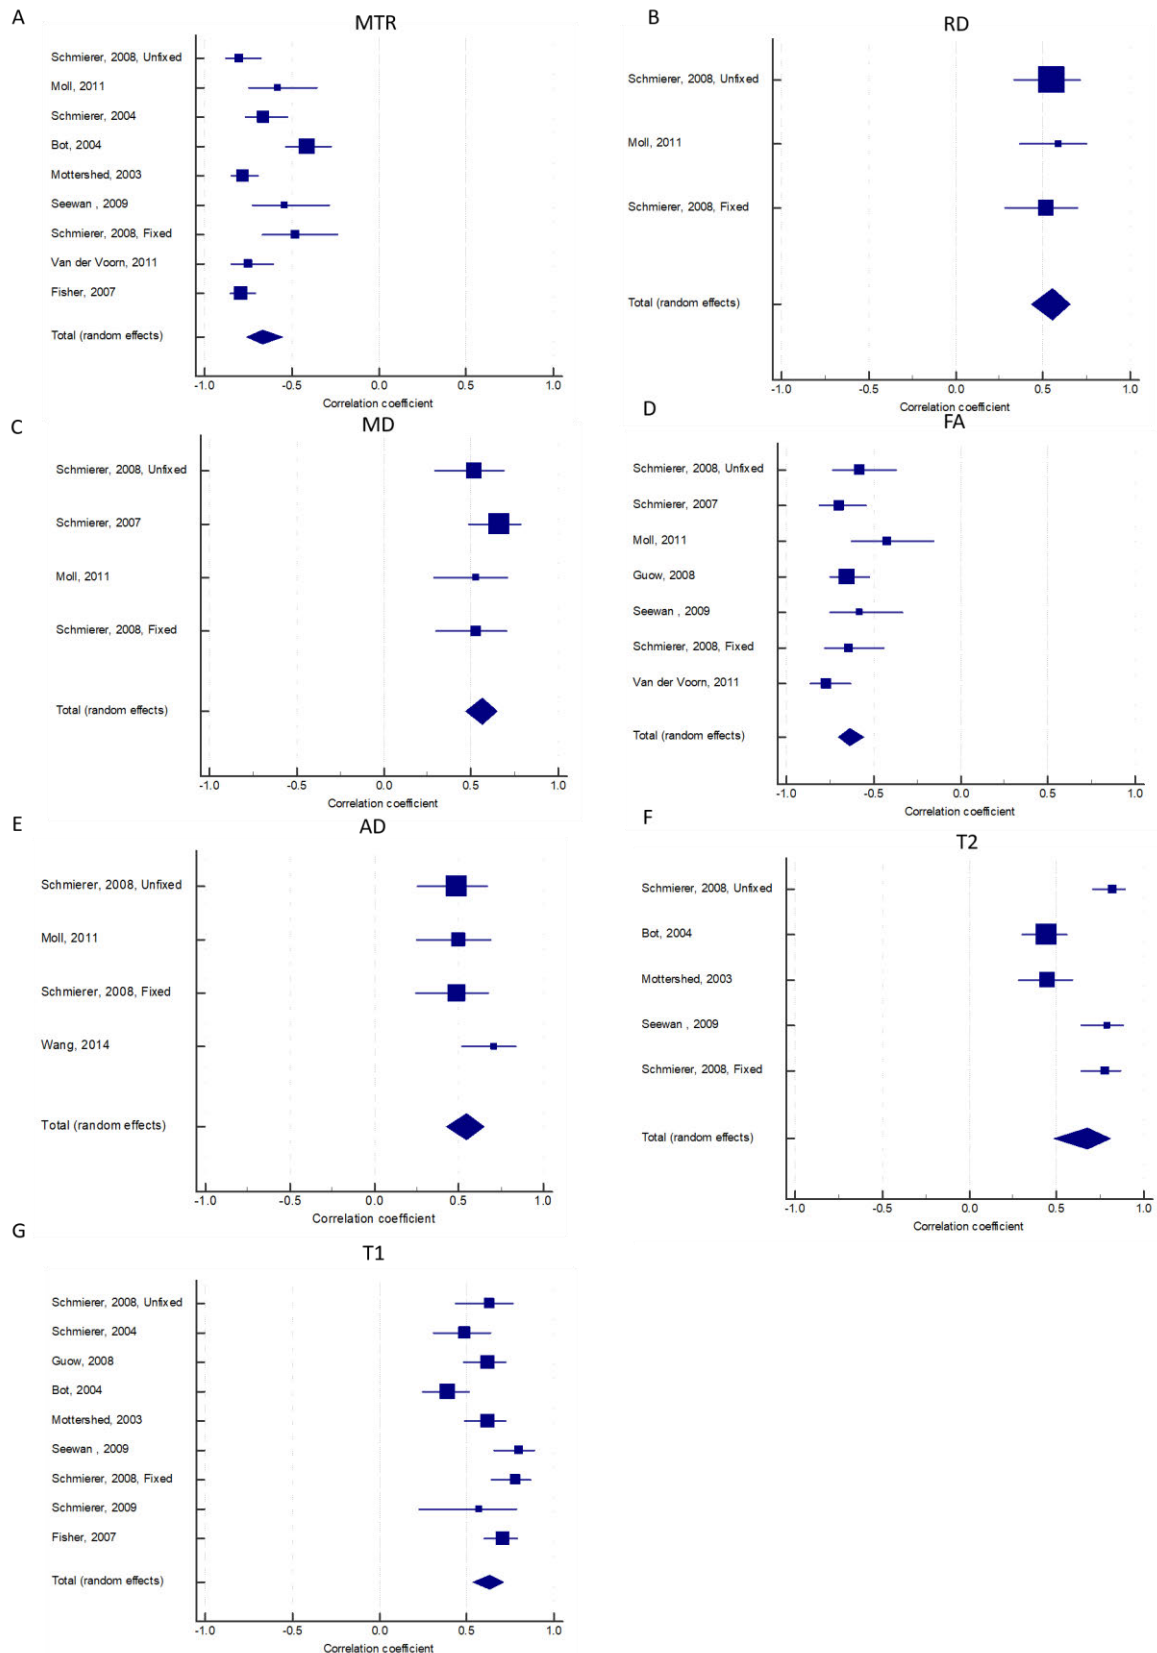 A
MTR
Schmierer, 2008, Unfixed
Moll, 2011
Schmierer, 2004
Bot, 2004
Mottershed, 2003
Seewan , 2009
Schmierer, 2008, Fixed
Van der Voorn, 2011
Fisher, 2007
Total (random effects)
-1.0 -0.5 0.0 0.5 1.0
Correlation coefficient
B
RD
Schmierer, 2008, Unfixed
Moll, 2011
Schmierer, 2008, Fixed
Total (random effects)
-1.0 -0.5 0.0 0.5 1.0
Correlation coefficient
C
MD
Schmierer, 2008, Unfixed
Schmierer, 2007
Moll, 2011
Schmierer, 2008, Fixed
Total (random effects)
-1.0 -0.5 0.0 0.5 1.0
Correlation coefficient
D
FA
Schmierer, 2008, Unfixed
Schmierer, 2007
Moll, 2011
Guow, 2008
Seewan , 2009
Schmierer, 2008, Fixed
Van der Voorn, 2011
Total (random effects)
-1.0 -0.5 0.0 0.5 1.0
Correlation coefficient
E
AD
Schmierer, 2008, Unfixed
Moll, 2011
Schmierer, 2008, Fixed
Wang, 2014
Total (random effects)
-1.0 -0.5 0.0 0.5 1.0
Correlation coefficient
F
T2
Schmierer, 2008, Unfixed
Bot, 2004
Mottershed, 2003
Seewan , 2009
Schmierer, 2008, Fixed
Total (random effects)
-1.0 -0.5 0.0 0.5 1.0
Correlation coefficient
G
T1
Schmierer, 2008, Unfixed
Schmierer, 2004
Guow, 2008
Bot, 2004
Mottershed, 2003
Seewan , 2009
Schmierer, 2008, Fixed
Schmierer, 2009
Fisher, 2007
Total (random effects)
-1.0 -0.5 0.0 0.5 1.0
Correlation coefficient